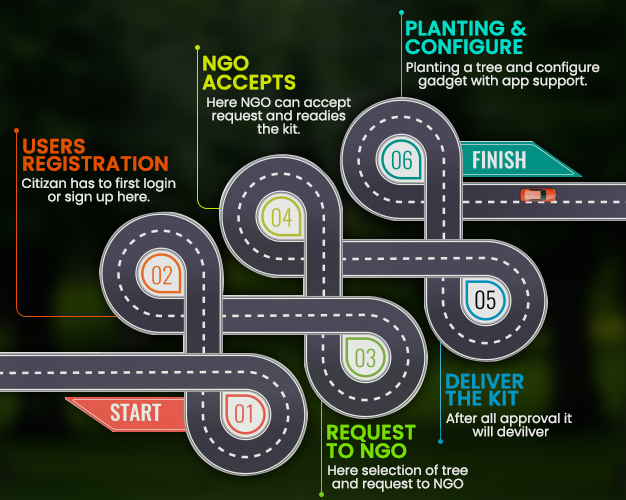 PLANTING &
CONFIGURE
Planting a tree and configure
gadget with app support.
NGO
ACCEPTS
Here NGO can accept
request and readies
the kit.
USERS
REGISTRATION
Citizan has to first login
or sign up here.
06
FINISH
04
02
05
03
START
01
DELIVER
THE KIT
After all approval it
will devilver
REQUEST
TO NGO
Here selection of tree
and request to NGO